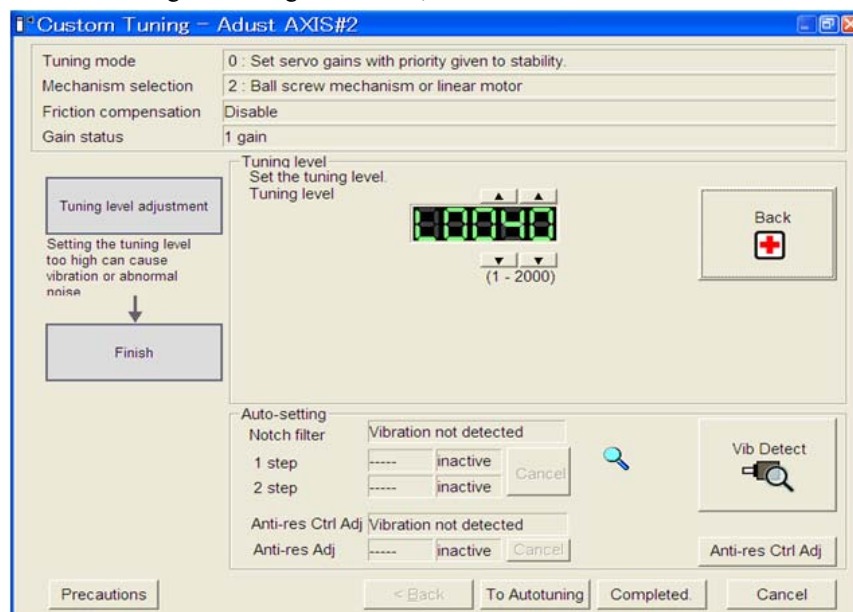 Custom Tuning - Adust AXIS#2
Tuning mode 0 : Set servo gains with priority given to stability.
Mechanism selection 2 : Ball screw mechanism or linear motor
Friction compensation Disable
Gain status 1 gain
Tuning level
Set the tuning level.
Tuning level
L0040
(1 - 2000)
Back
Tuning level adjustment
Setting the tuning level
too high can cause
vibration or abnormal
noise
Finish
Auto-setting
Notch filter Vibration not detected
1 step ----- inactive
2 step ----- inactive
Cancel
Anti-res Ctrl Adj Vibration not detected
Anti-res Adj ----- inactive Cancel
Vib Detect
Anti-res Ctrl Adj
Precautions < Back To Autotuning Completed. Cancel